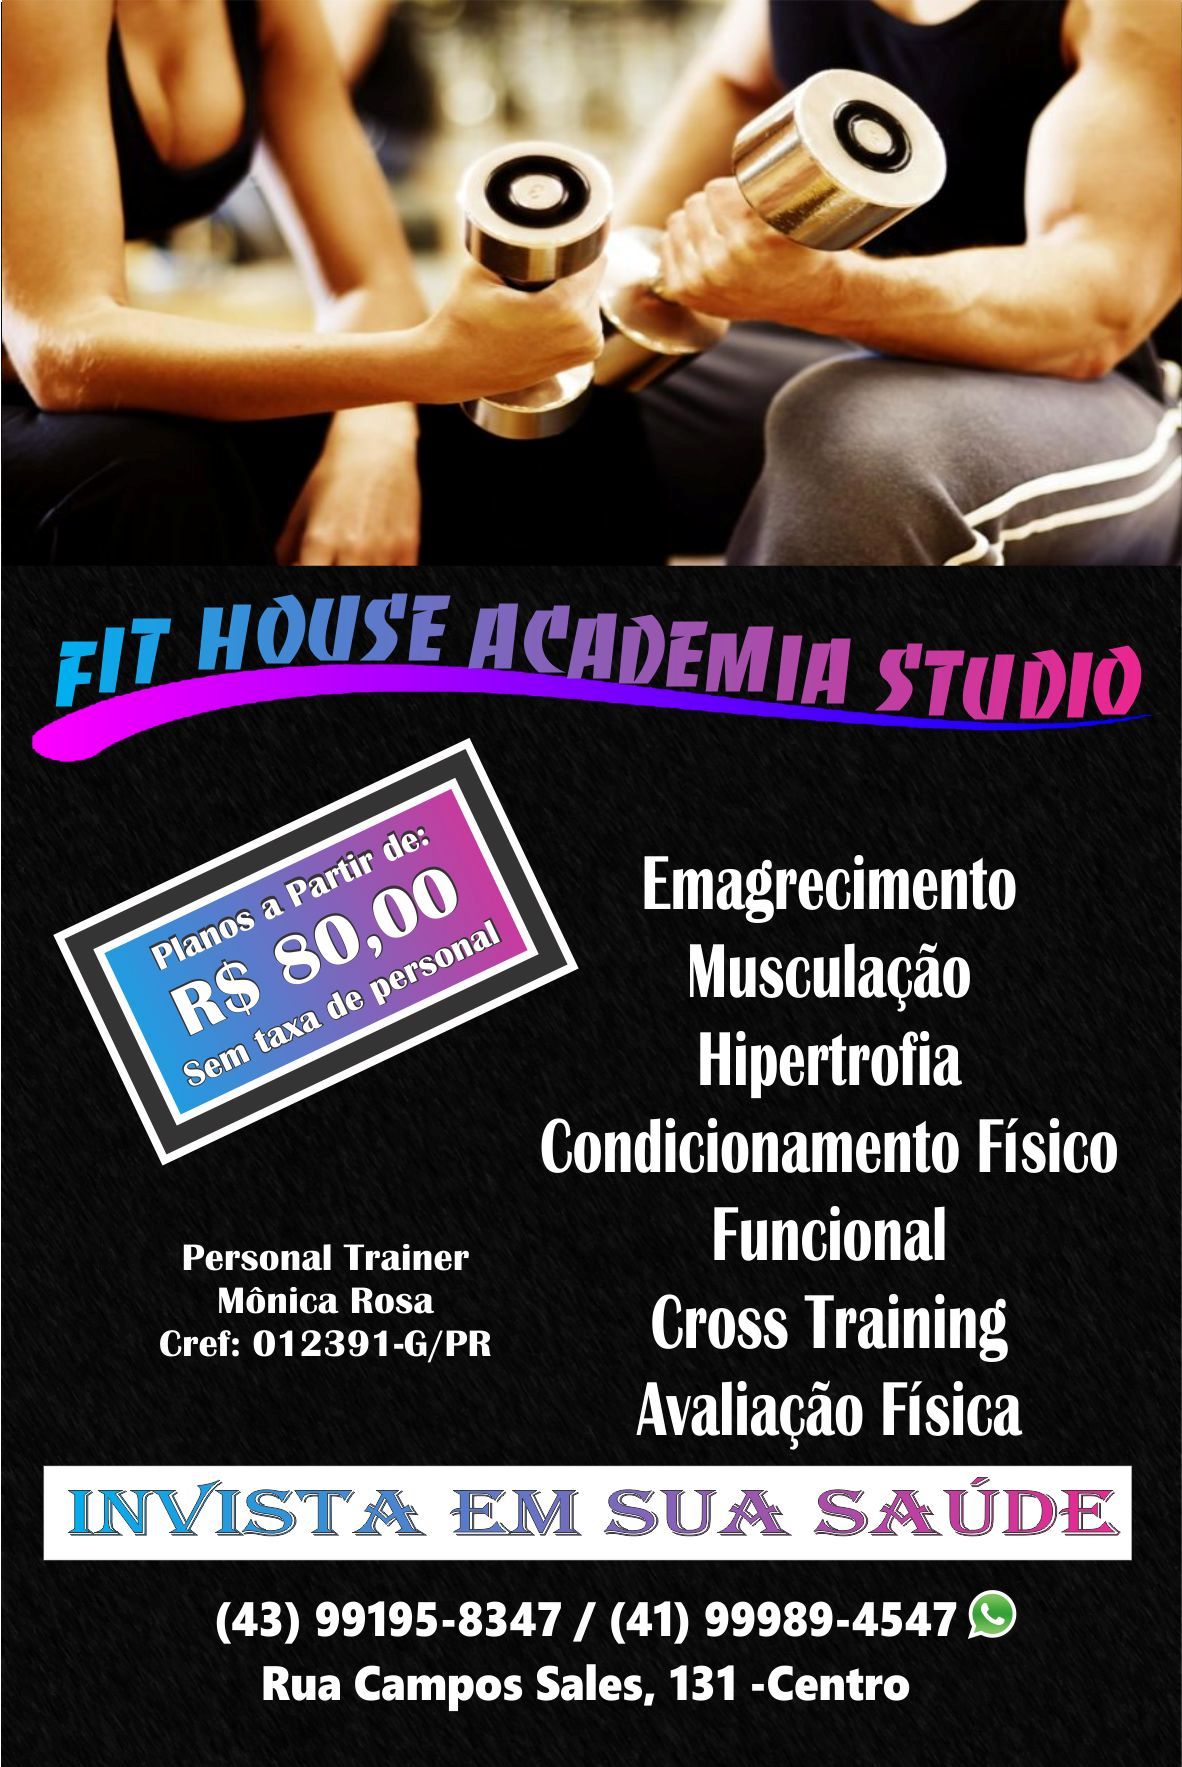 FIT HOUSE ACADEMIA STUDIO
Planos a Partir de:
R$ 80,00
Sem taxa de personal
Emagrecimento
Musculação
Hipertrofia
Condicionamento Físico
Funcional
Cross Training
Avaliação Física
Personal Trainer
Mônica Rosa
Cref: 012391-G/PR
INVISTA EM SUA SAÚDE
(43) 99195-8347 / (41) 99989-4547
Rua Campos Sales, 131 -Centro